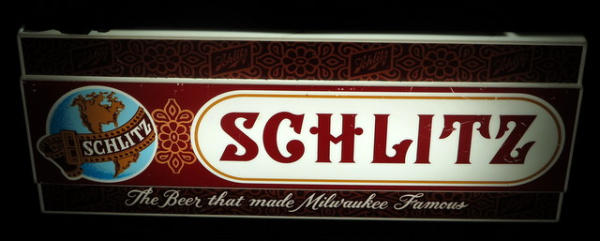 SCHLITZ
SCHLITZ
The Beer that made Milwaukee Famous